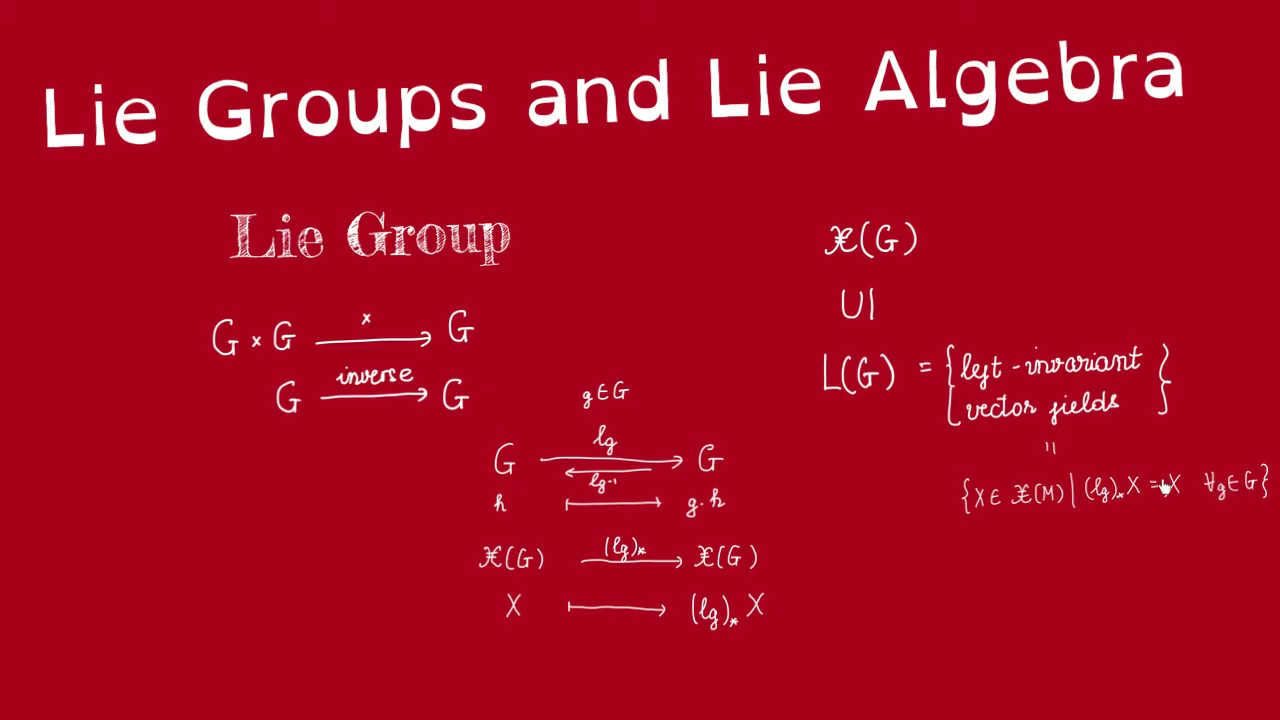 Lie Groups and Lie Algebra
Lie Group
G × G ⟶ G
×
G ⟶ G
inverse
g ∈ G
G ⇄ G
lg
lg⁻¹
h ⟼ g·h
𝔛(G) ⟶ 𝔛(G)
(lg)*
X ⟼ (lg)* X
𝔛(G)
∪|
L(G) = { left-invariant
vector fields }
=
{X ∈ 𝔛(M) | (lg)* X = X ∀g ∈ G}